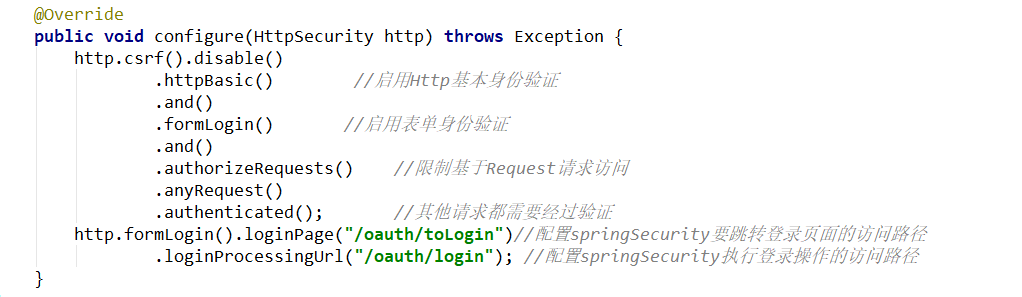 @Override
public void configure(HttpSecurity http) throws Exception {
http.csrf().disable()
.httpBasic() //启用Http基本身份验证
.and()
.formLogin() //启用表单身份验证
.and()
.authorizeRequests() //限制基于Request请求访问
.anyRequest()
.authenticated(); //其他请求都需要经过验证
http.formLogin().loginPage("/oauth/toLogin")//配置springSecurity要跳转登录页面的访问路径
.loginProcessingUrl("/oauth/login"); //配置springSecurity执行登录操作的访问路径
}